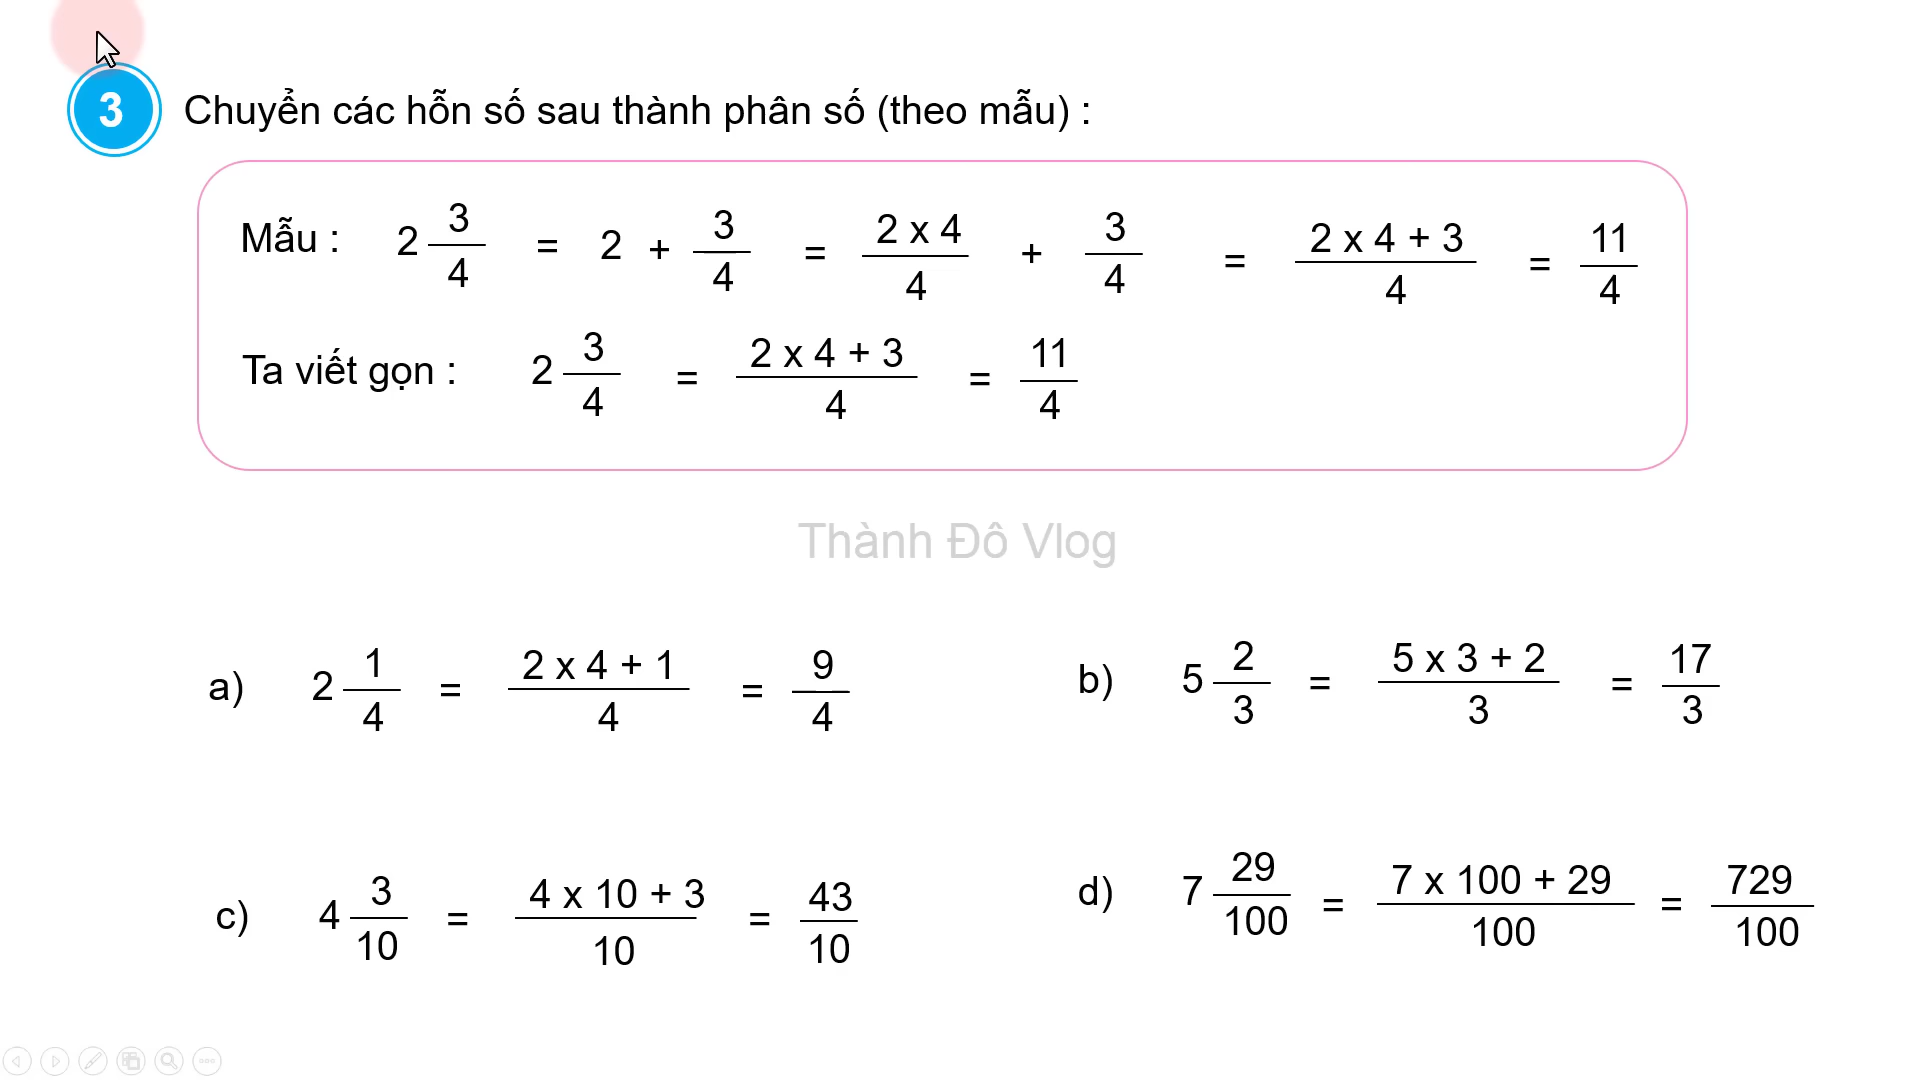 3 Chuyển các hỗn số sau thành phân số (theo mẫu) :
Mẫu : 2 3/4 = 2 + 3/4 = 2 x 4/4 + 3/4 = 2 x 4 + 3/4 = 11/4
Ta viết gọn : 2 3/4 = 2 x 4 + 3/4 = 11/4
Thành Đô Vlog
a) 2 1/4 = 2 x 4 + 1/4 = 9/4
b) 5 2/3 = 5 x 3 + 2/3 = 17/3
c) 4 3/10 = 4 x 10 + 3/10 = 43/10
d) 7 29/100 = 7 x 100 + 29/100 = 729/100